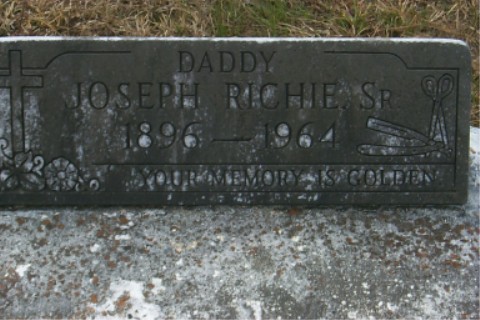 DADDY
JOSEPH RICHIE, SR
1896 — 1964
YOUR MEMORY IS GOLDEN